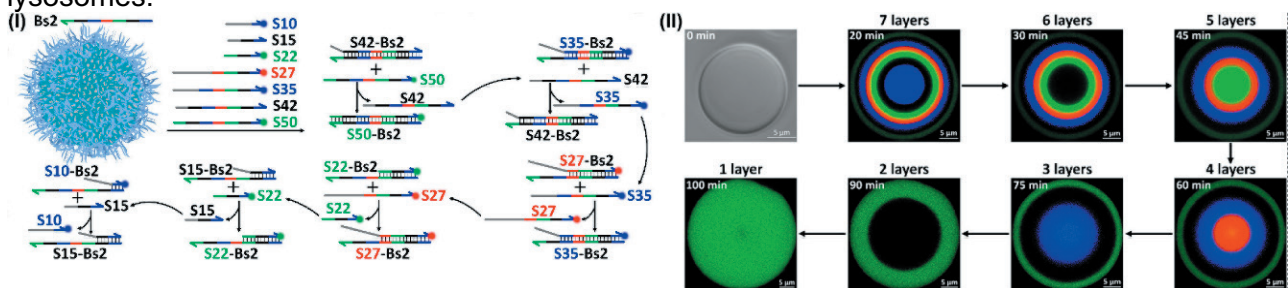 lysosomes.
(I)
Bs2
S10
S15
S22
S27
S35
S42
S50
S42-Bs2
+
S50
S42
S50-Bs2
S35-Bs2
+
S42
S35
S42-Bs2
S10-Bs2
+
S15
S10
S15-Bs2
S15-Bs2
+
S22
S15
S22-Bs2
S22-Bs2
+
S27
S22
S27-Bs2
S27-Bs2
+
S35
S27
S35-Bs2
(II)
0 min
5 μm
7 layers
20 min
5 μm
6 layers
30 min
5 μm
5 layers
45 min
5 μm
1 layer
100 min
5 μm
2 layers
90 min
5 μm
3 layers
75 min
5 μm
4 layers
60 min
5 μm